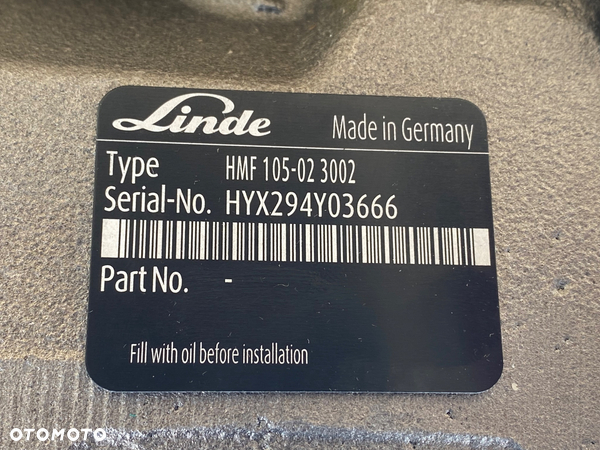 Linde Made in Germany
Type HMF 105-02 3002
Serial-No. HYX294Y03666
Part No. -
Fill with oil before installation
OTOMOTO